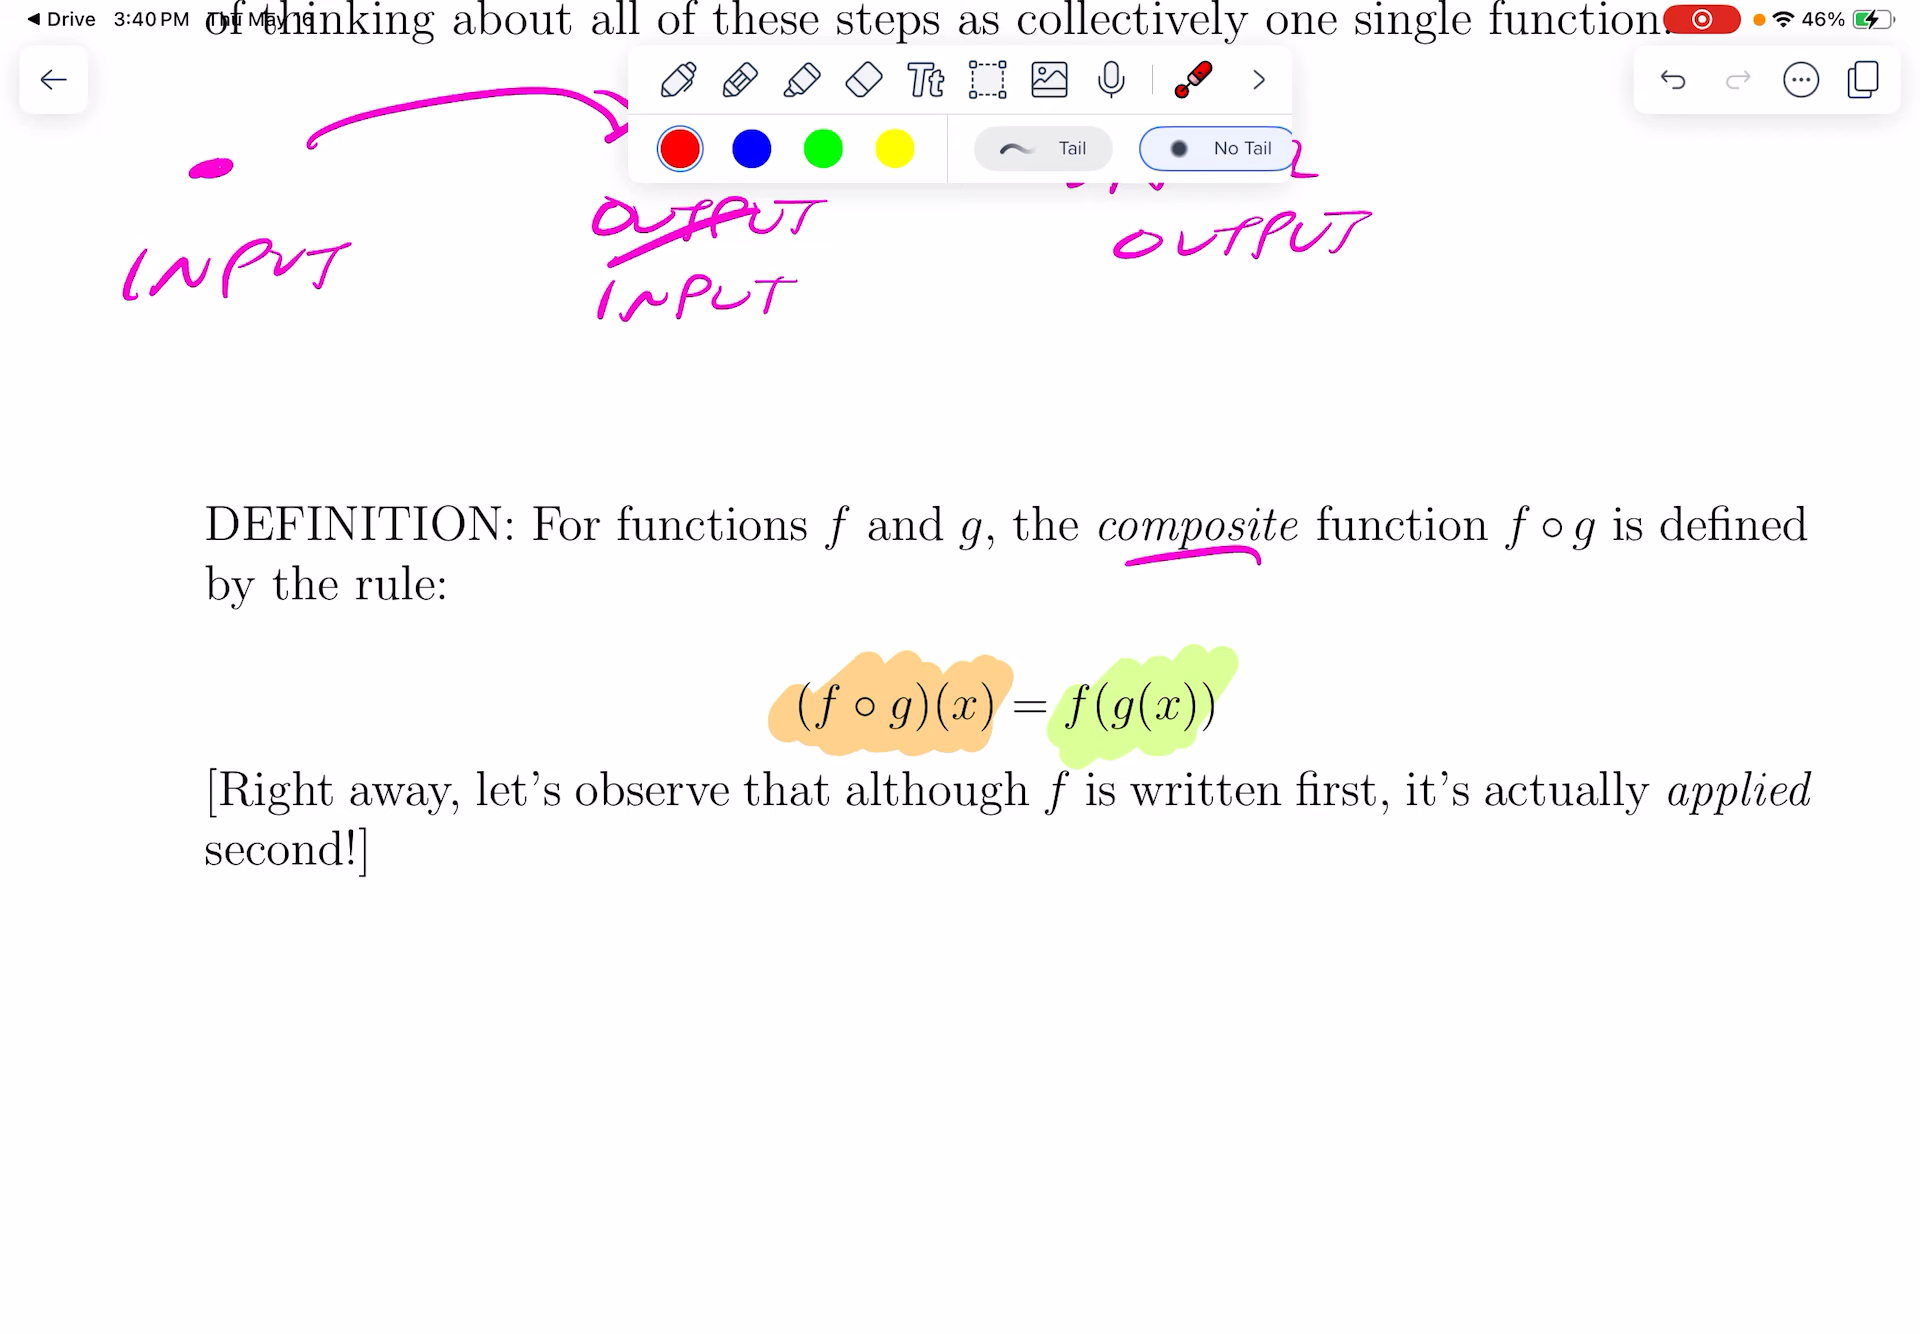 Drive 3:40 PM Thu May 16 46%
of thinking about all of these steps as collectively one single function.
Tt
Tail No Tail
OUTPUT
OUTPUT
INPUT
INPUT
DEFINITION: For functions f and g, the composite function f ∘ g is defined
by the rule:
(f ∘ g)(x) = f(g(x))
[Right away, let's observe that although f is written first, it's actually applied
second!]